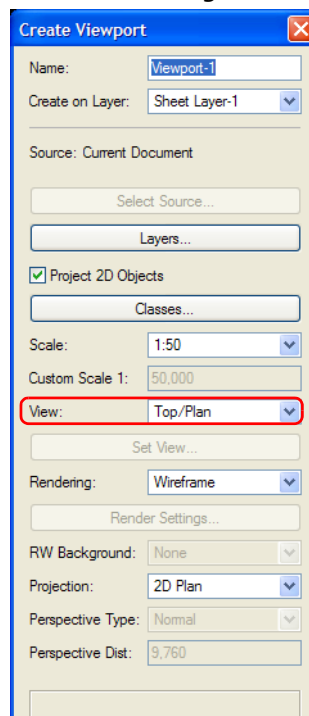 Create Viewport
Name: Viewport-1
Create on Layer: Sheet Layer-1
Source: Current Document
Select Source...
Layers...
Project 2D Objects
Classes...
Scale: 1:50
Custom Scale 1: 50,000
View: Top/Plan
Set View...
Rendering: Wireframe
Render Settings...
RW Background: None
Projection: 2D Plan
Perspective Type: Normal
Perspective Dist: 9,760